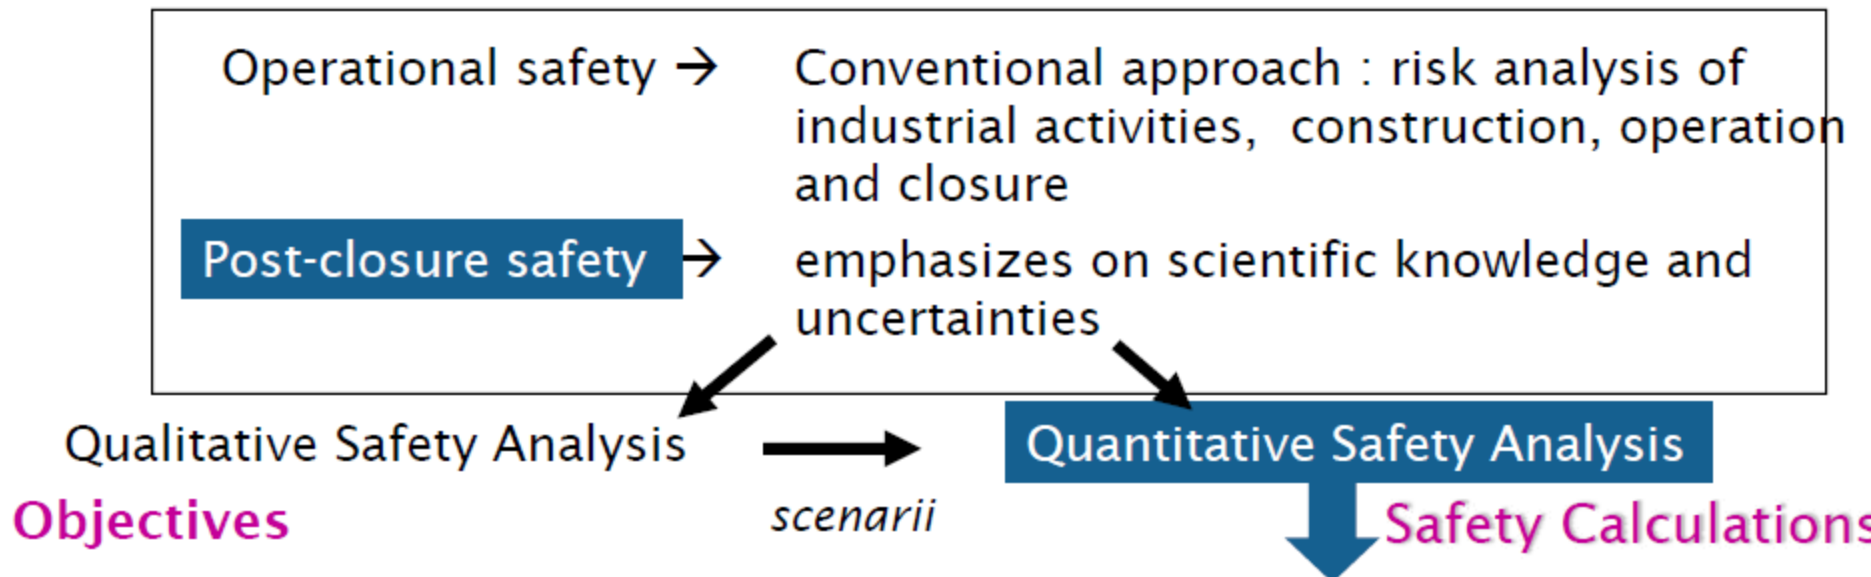 Operational safety → Conventional approach : risk analysis of
industrial activities, construction, operation
and closure
Post-closure safety → emphasizes on scientific knowledge and
uncertainties
Qualitative Safety Analysis
Quantitative Safety Analysis
Objectives
scenarii
Safety Calculations